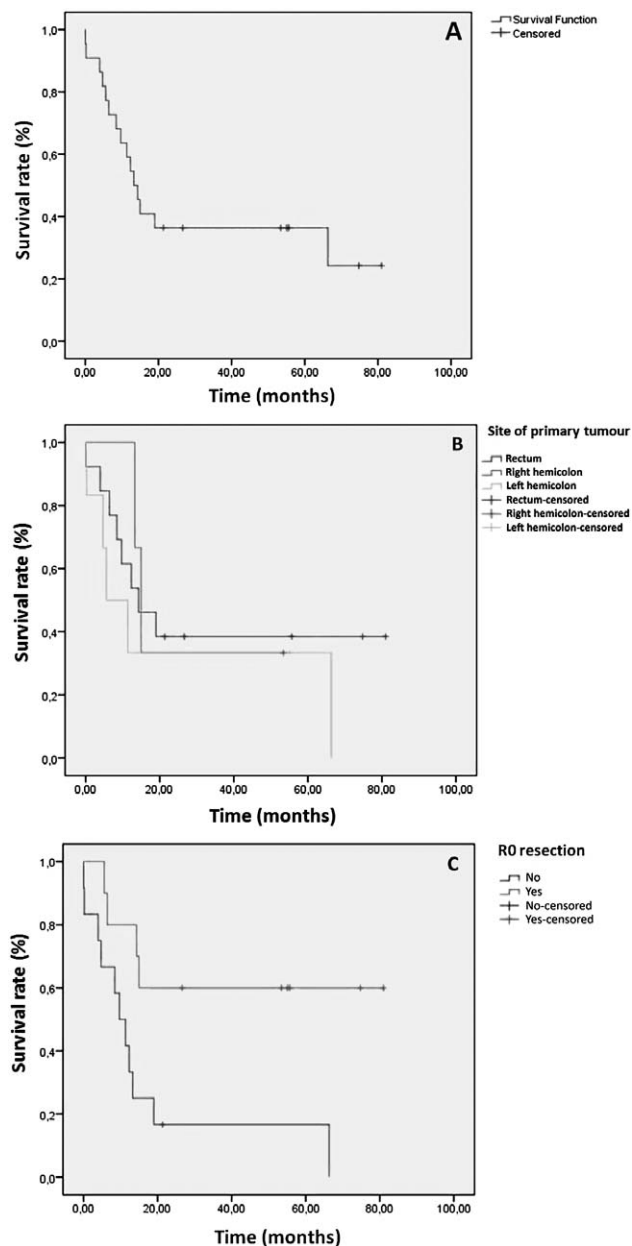 A
Survival Function
Censored
1,0
0,8
0,6
0,4
0,2
0,0
Survival rate (%)
0,00 20,00 40,00 60,00 80,00 100,00
Time (months)
B
Site of primary tumour
Rectum
Right hemicolon
Left hemicolon
Rectum-censored
Right hemicolon-censored
Left hemicolon-censored
1,0
0,8
0,6
0,4
0,2
0,0
Survival rate (%)
0,00 20,00 40,00 60,00 80,00 100,00
Time (months)
C
R0 resection
No
Yes
No-censored
Yes-censored
1,0
0,8
0,6
0,4
0,2
0,0
Survival rate (%)
0,00 20,00 40,00 60,00 80,00 100,00
Time (months)